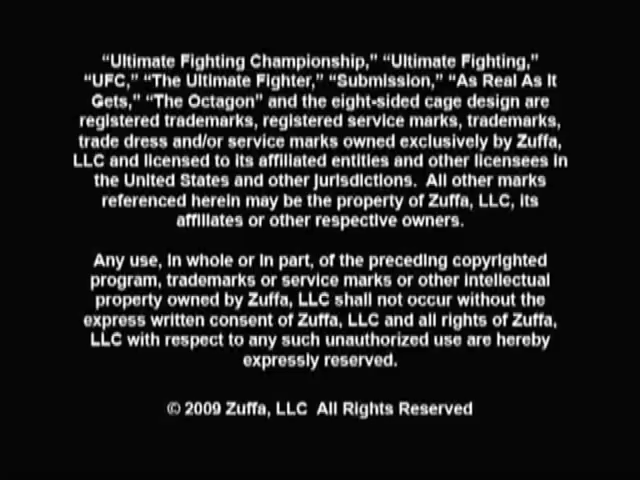 “Ultimate Fighting Championship,” “Ultimate Fighting,”
“UFC,” “The Ultimate Fighter,” “Submission,” “As Real As It
Gets,” “The Octagon” and the eight-sided cage design are
registered trademarks, registered service marks, trademarks,
trade dress and/or service marks owned exclusively by Zuffa,
LLC and licensed to its affiliated entities and other licensees in
the United States and other jurisdictions.  All other marks
referenced herein may be the property of Zuffa, LLC, its
affiliates or other respective owners.
Any use, in whole or in part, of the preceding copyrighted
program, trademarks or service marks or other intellectual
property owned by Zuffa, LLC shall not occur without the
express written consent of Zuffa, LLC and all rights of Zuffa,
LLC with respect to any such unauthorized use are hereby
expressly reserved.
© 2009 Zuffa, LLC  All Rights Reserved